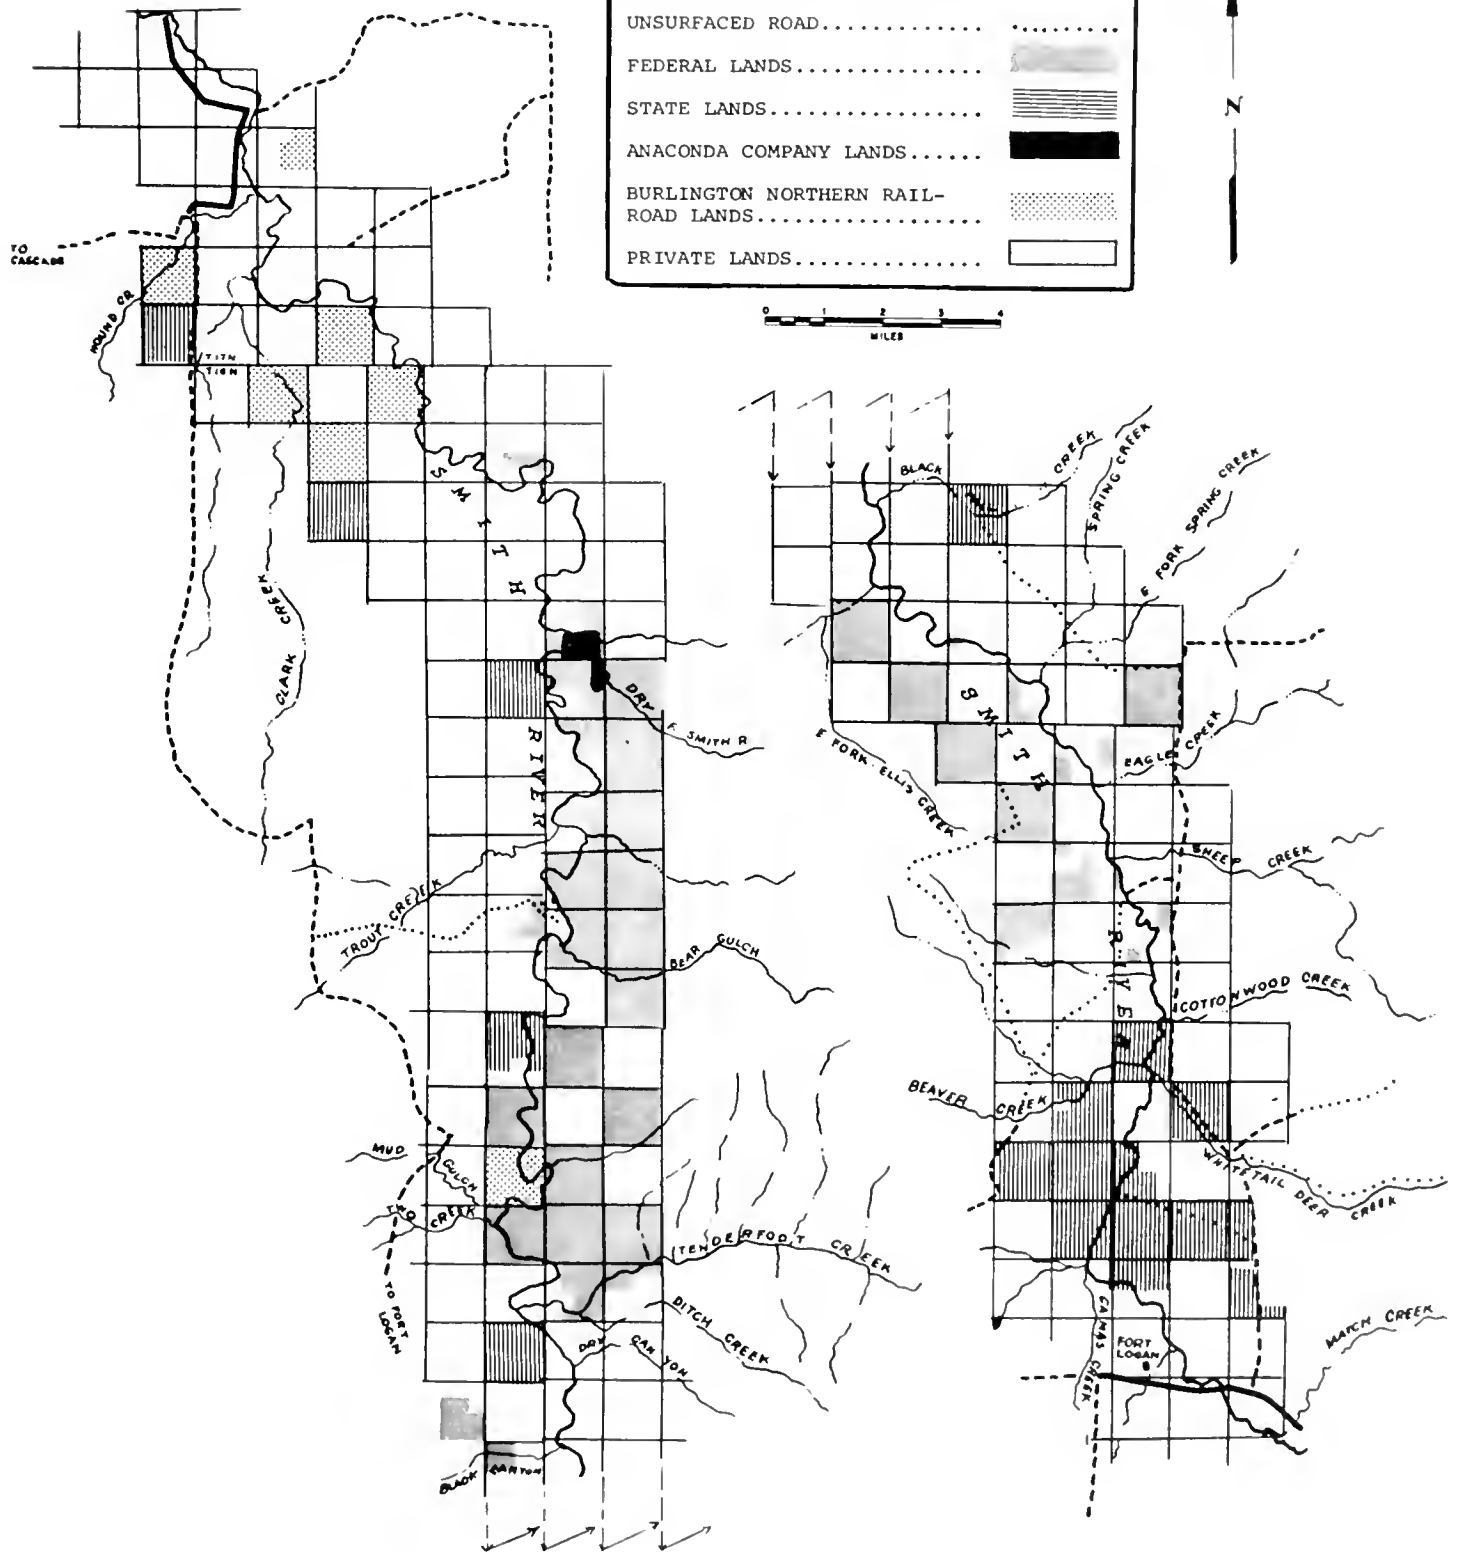 UNSURFACED ROAD..............
FEDERAL LANDS................
STATE LANDS..................
ANACONDA COMPANY LANDS......
BURLINGTON NORTHERN RAIL-
ROAD LANDS...................
PRIVATE LANDS................
N
0 1 2 3 4
MILES
TO
CASCADE
HOUND CR
T17N
T16N
CLARK CREEK
SMITH
RIVER
DRY F. SMITH R
TROUT CREEK
BEAR GULCH
MUD
GULCH
TWO CREEK
TO FORT
LOGAN
TENDERFOOT CREEK
DITCH CREEK
DRY CANYON
BLACK CANYON
BLACK
CREEK
SPRING CREEK
E FORK SPRING CREEK
SMITH
E FORK ELLIS CREEK
EAGLE CREEK
SHEEP CREEK
RIVER
COTTONWOOD CREEK
BEAVER CREEK
WHITETAIL DEER
CREEK
CAMAS CREEK
FORT
LOGAN